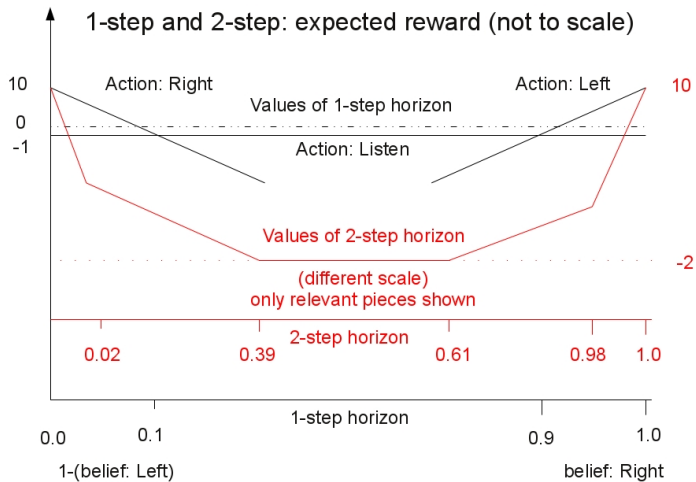 1-step and 2-step: expected reward (not to scale)
10
Action: Right
Action: Left
10
Values of 1-step horizon
0
-1
Action: Listen
Values of 2-step horizon
-2
(different scale)
only relevant pieces shown
2-step horizon
0.02
0.39
0.61
0.98
1.0
1-step horizon
0.0
0.1
0.9
1.0
1-(belief: Left)
belief: Right